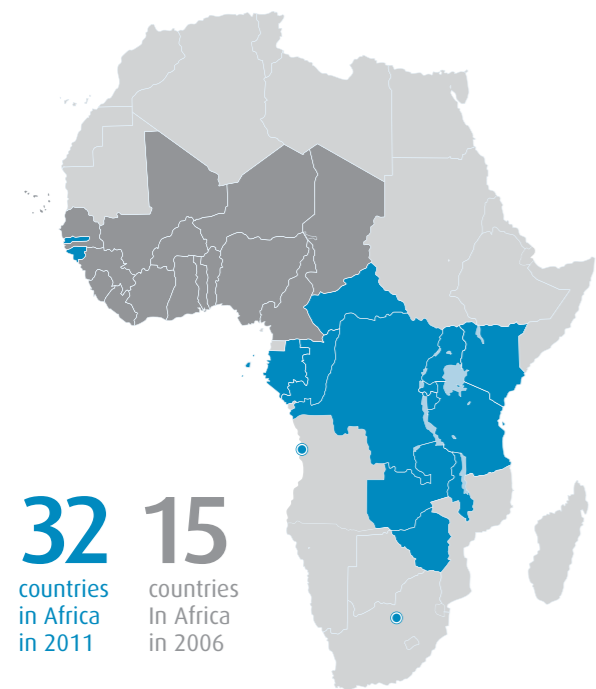 32
countries
in Africa
in 2011
15
countries
In Africa
in 2006